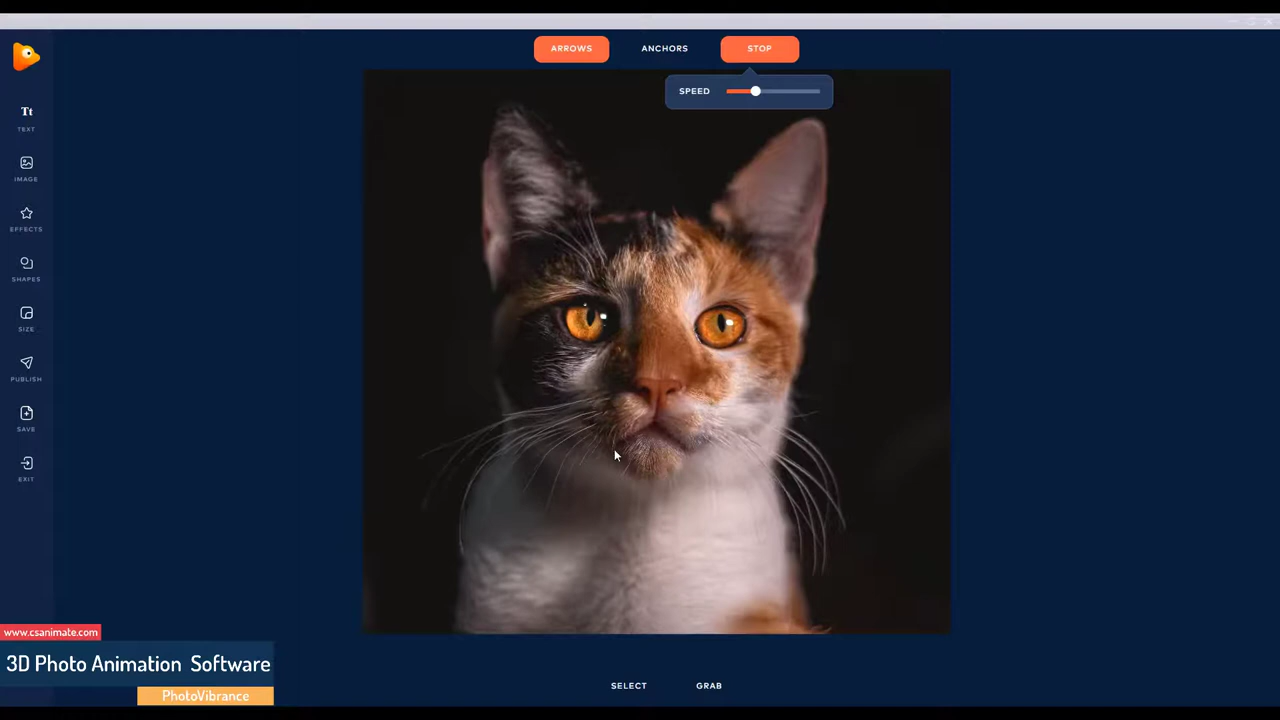 ARROWS
ANCHORS
STOP
SPEED
Tt
TEXT
IMAGE
EFFECTS
SHAPES
SIZE
PUBLISH
SAVE
EXIT
www.csanimate.com
3D Photo Animation Software
PhotoVibrance
SELECT
GRAB